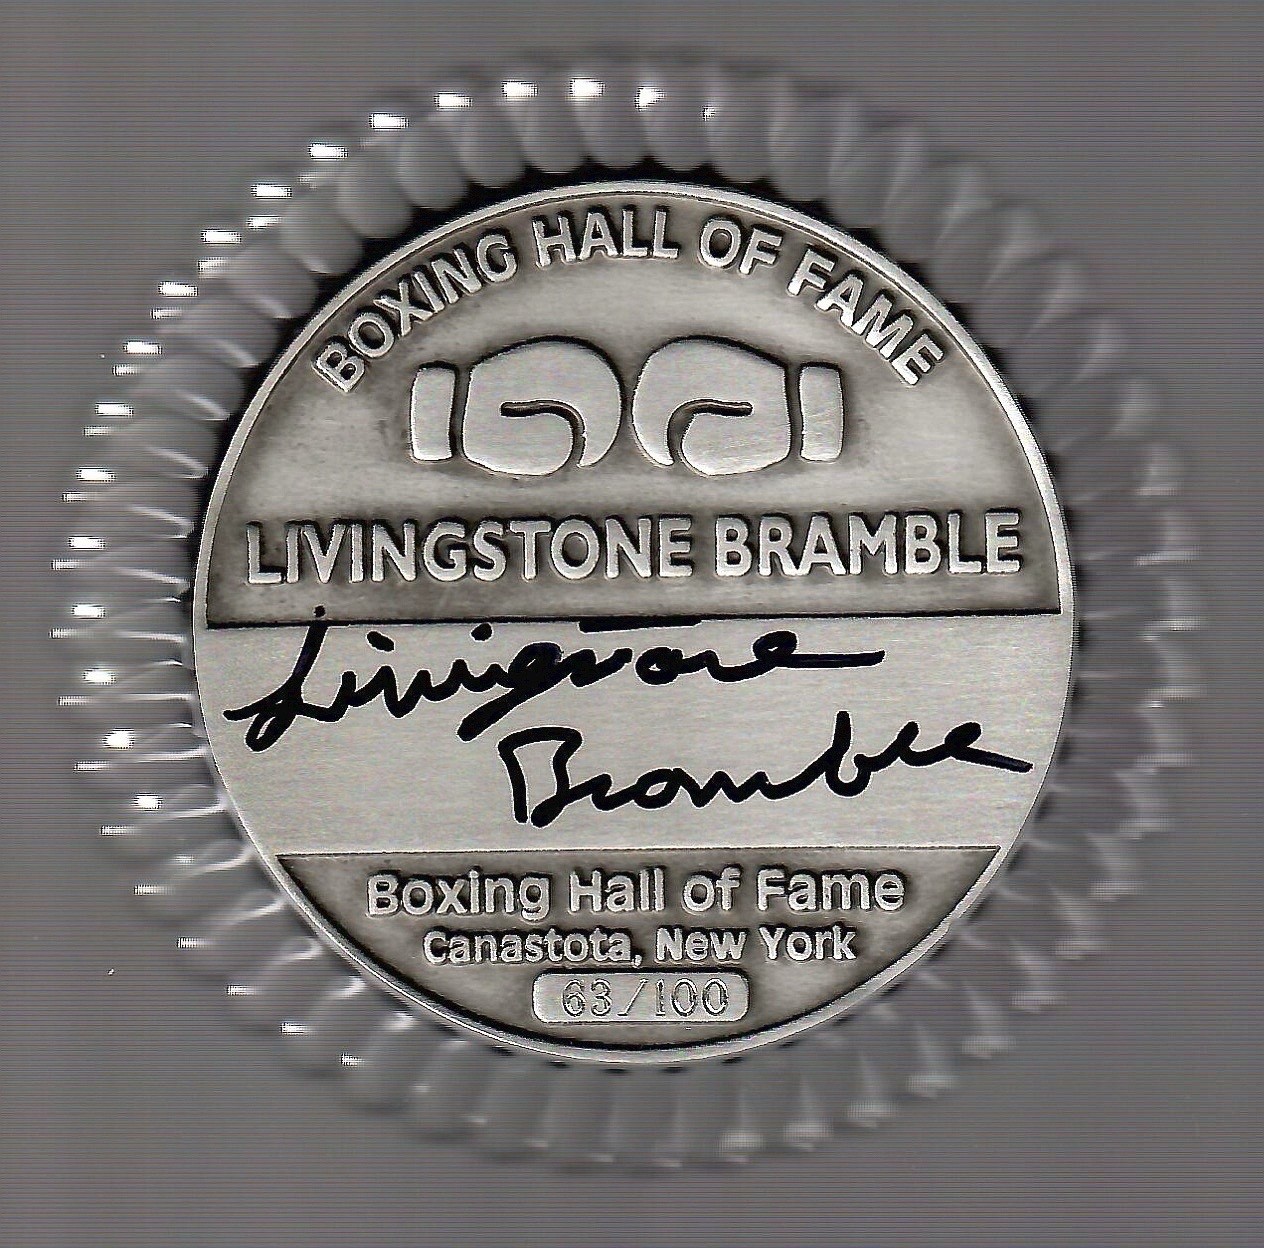 BOXING HALL OF FAME
LIVINGSTONE BRAMBLE
Livingstone
Bramble
Boxing Hall of Fame
Canastota, New York
63/100